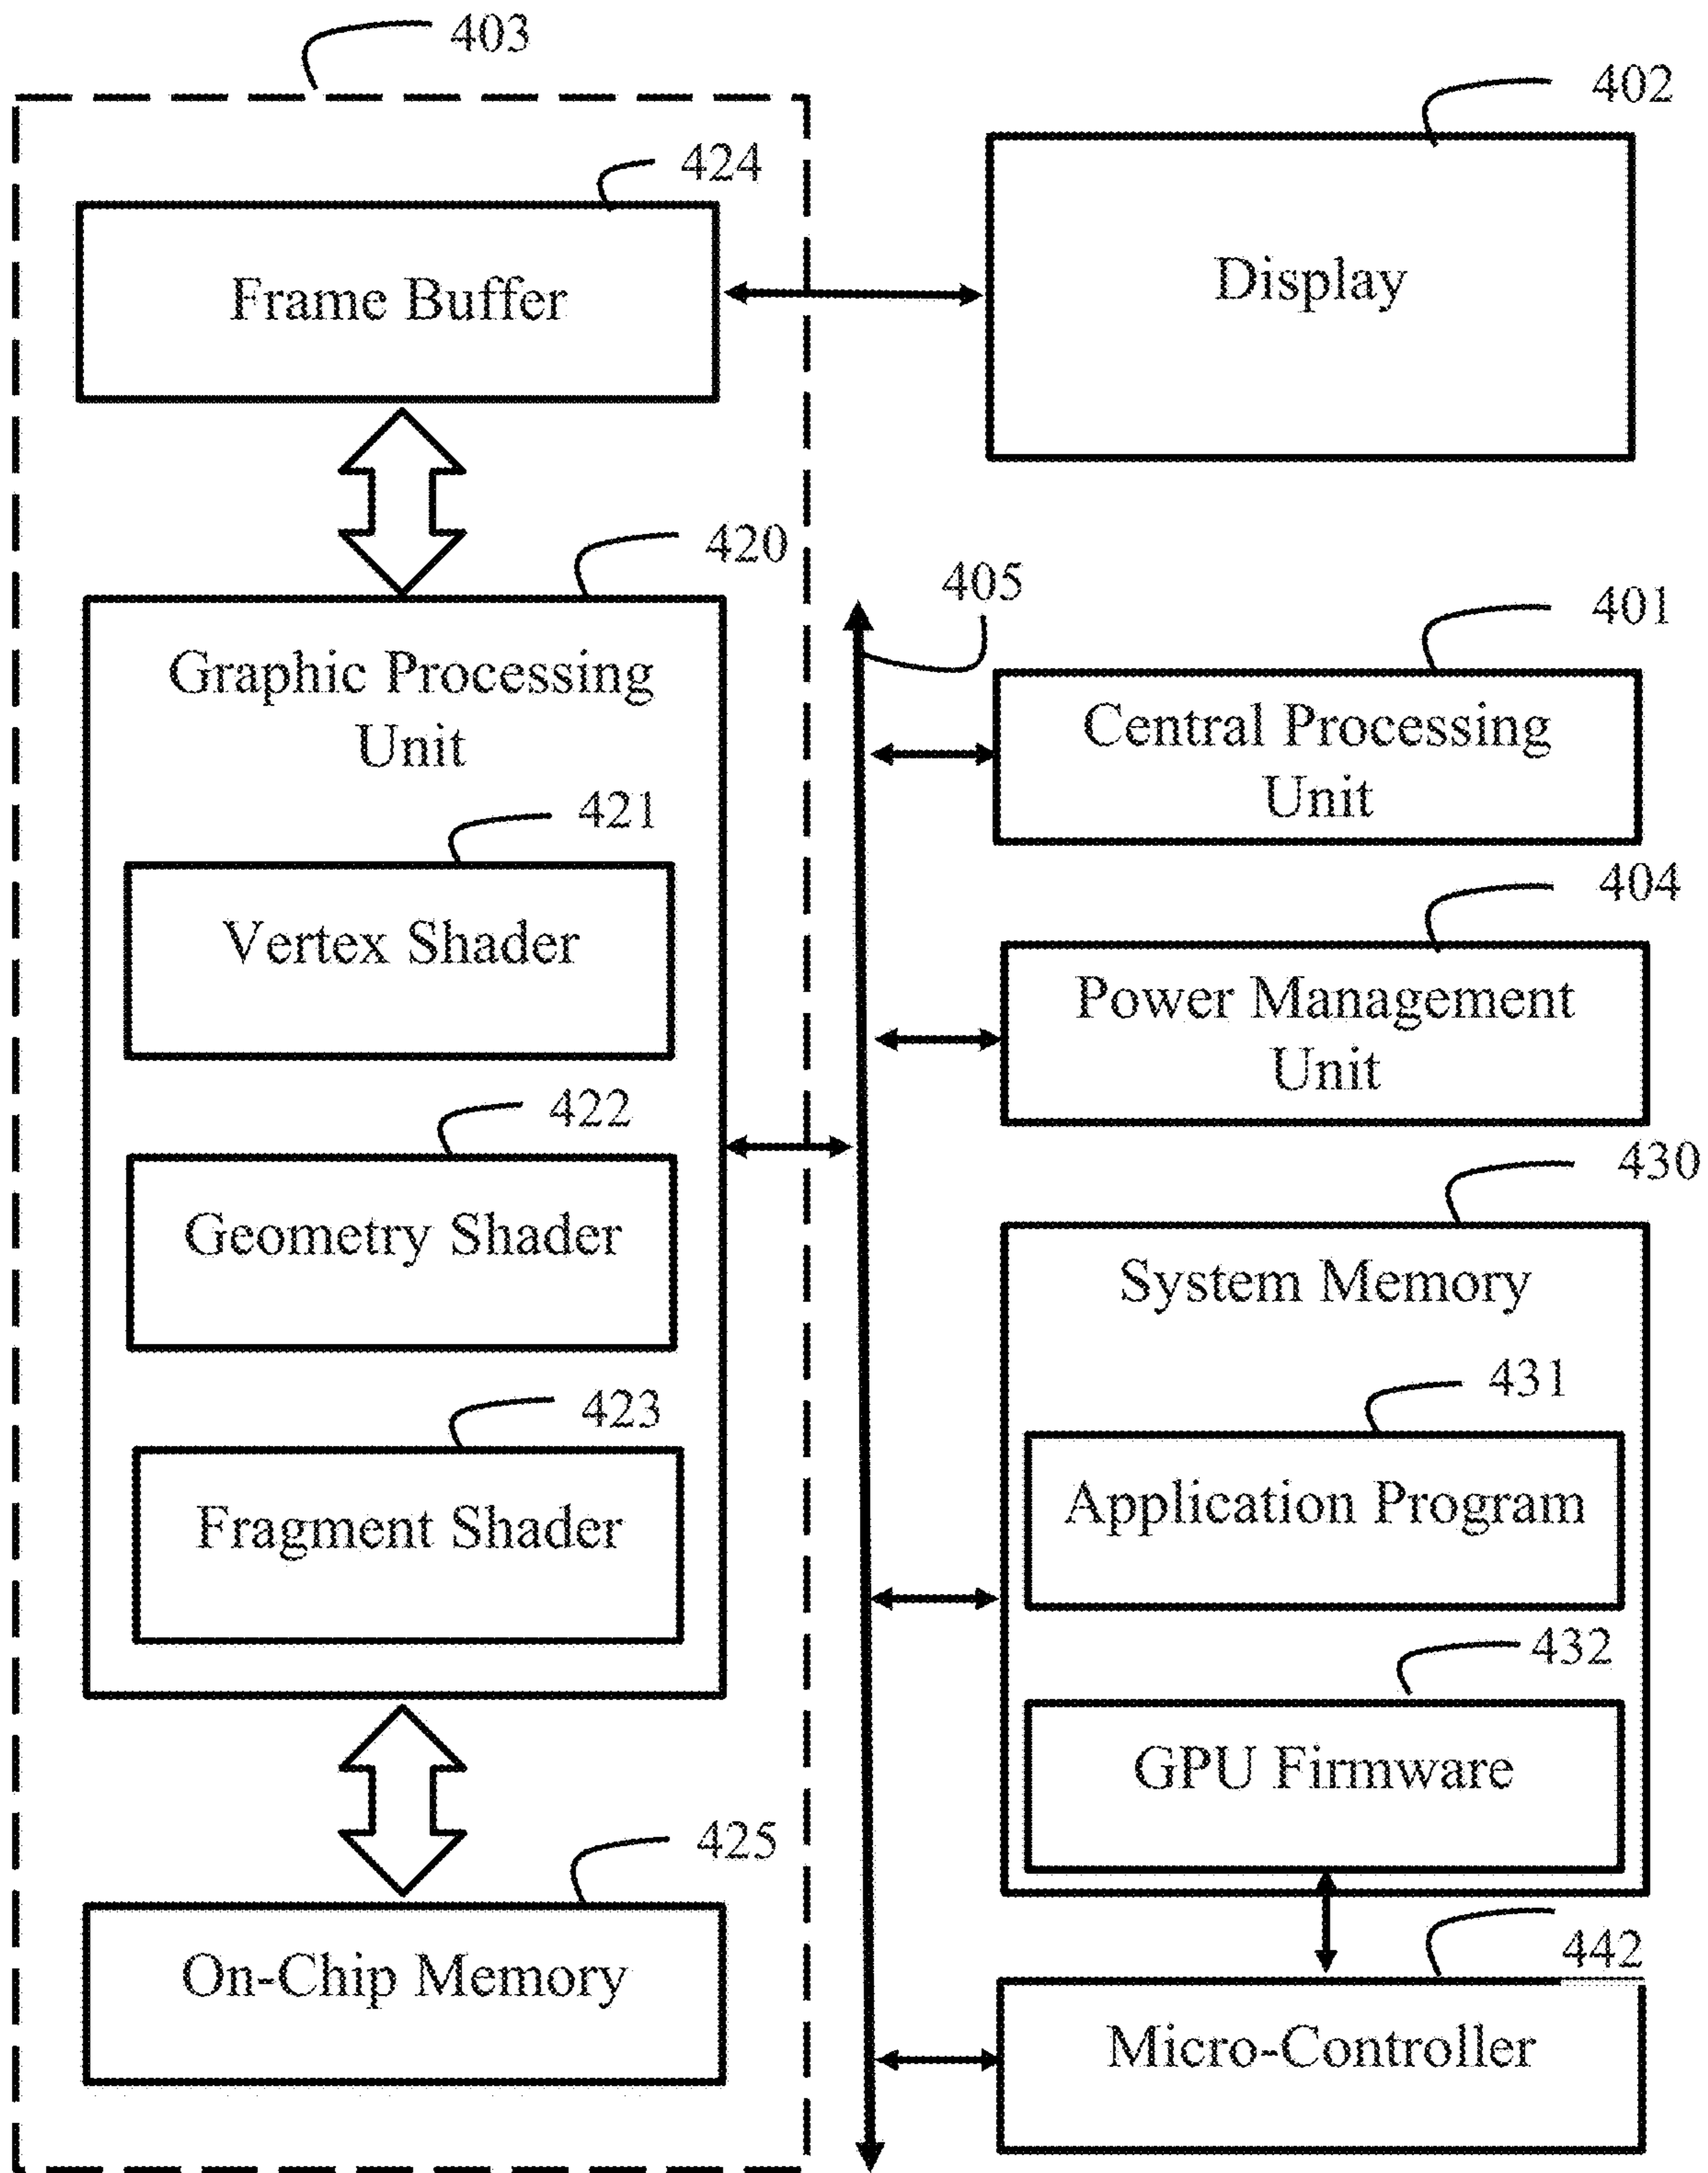 403
402
424
Frame Buffer
Display
420
405
401
Graphic Processing
Unit
Central Processing
Unit
421
404
Vertex Shader
Power Management
Unit
422
430
Geometry Shader
System Memory
423
431
Fragment Shader
Application Program
432
GPU Firmware
425
442
On-Chip Memory
Micro-Controller